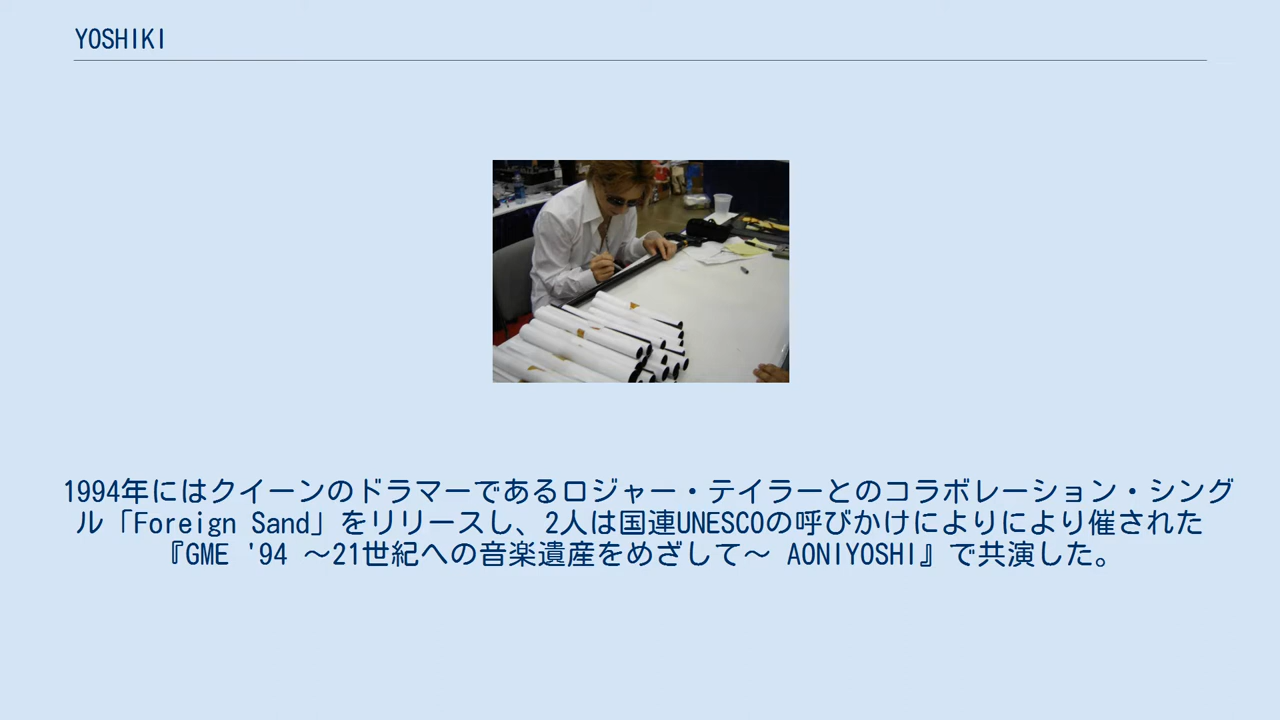 YOSHIKI
1994年にはクイーンのドラマーであるロジャー・テイラーとのコラボレーション・シング
ル「Foreign Sand」をリリースし、2人は国連UNESCOの呼びかけによりにより催された
『GME '94 ～21世紀への音楽遺産をめざして～ AONIYOSHI』で共演した。